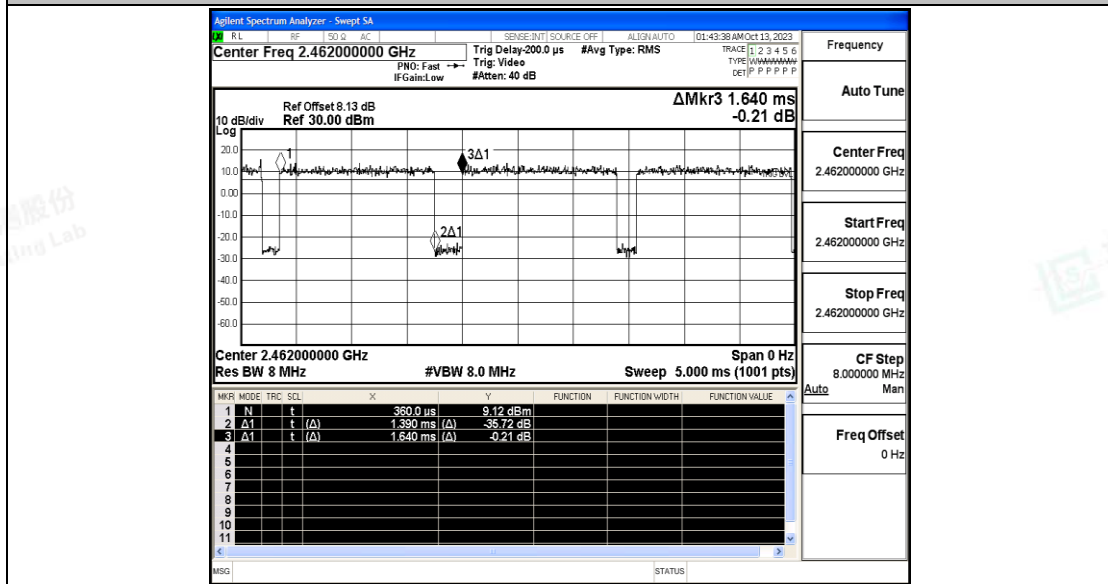 Agilent Spectrum Analyzer - Swept SA
RL RF 50 Ω AC SENSE:INT SOURCE OFF ALIGN AUTO 01:43:38 AM Oct 13, 2023
Center Freq 2.462000000 GHz
PNO: Fast
IFGain:Low
Trig Delay-200.0 µs
Trig: Video
#Atten: 40 dB
#Avg Type: RMS
TRACE 1 2 3 4 5 6
TYPE
DET P P P P P P
ΔMkr3 1.640 ms
-0.21 dB
Ref Offset 8.13 dB
10 dB/div Ref 30.00 dBm
Log
20.0
10.0
0.00
-10.0
-20.0
-30.0
-40.0
-50.0
-60.0
1
3Δ1
2Δ1
Center 2.462000000 GHz Span 0 Hz
Res BW 8 MHz #VBW 8.0 MHz Sweep 5.000 ms (1001 pts)
MKR MODE TRC SCL X Y FUNCTION FUNCTION WIDTH FUNCTION VALUE
1 N t 360.0 µs 9.12 dBm
2 Δ1 t (Δ) 1.390 ms (Δ) -35.72 dB
3 Δ1 t (Δ) 1.640 ms (Δ) -0.21 dB
4
5
6
7
8
9
10
11
MSG STATUS
Frequency
Auto Tune
Center Freq
2.462000000 GHz
Start Freq
2.462000000 GHz
Stop Freq
2.462000000 GHz
CF Step
8.000000 MHz
Auto Man
Freq Offset
0 Hz